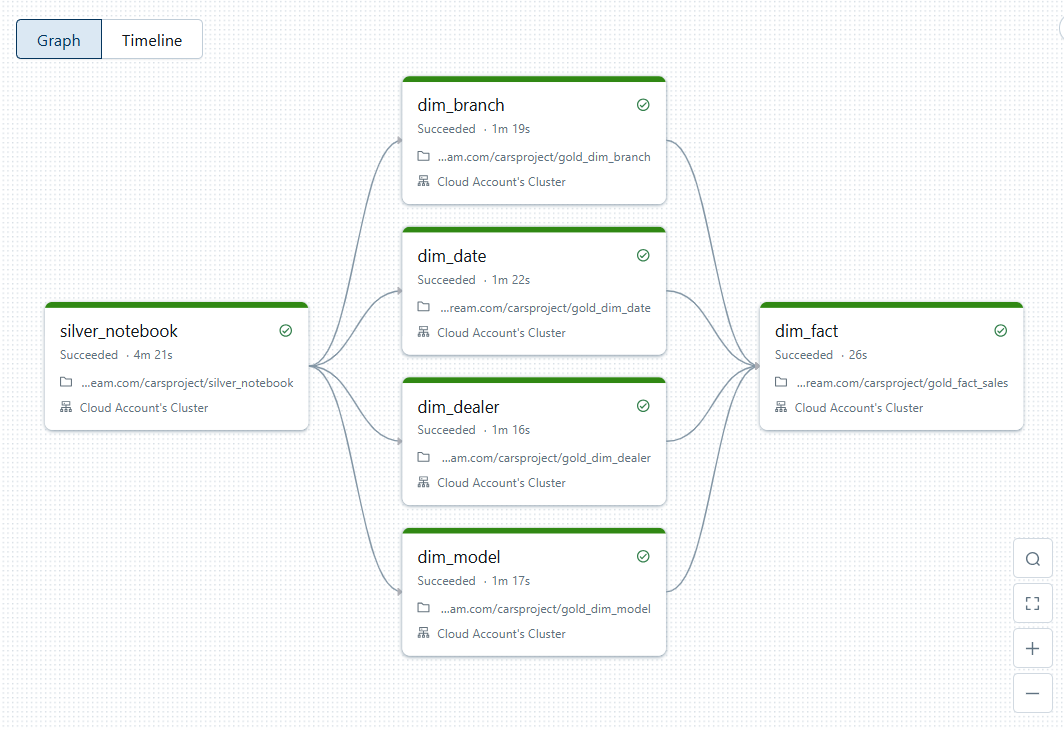 Graph
Timeline
dim_branch
Succeeded · 1m 19s
...am.com/carsproject/gold_dim_branch
Cloud Account's Cluster
dim_date
Succeeded · 1m 22s
...ream.com/carsproject/gold_dim_date
Cloud Account's Cluster
silver_notebook
Succeeded · 4m 21s
...eam.com/carsproject/silver_notebook
Cloud Account's Cluster
dim_fact
Succeeded · 26s
...ream.com/carsproject/gold_fact_sales
Cloud Account's Cluster
dim_dealer
Succeeded · 1m 16s
...am.com/carsproject/gold_dim_dealer
Cloud Account's Cluster
dim_model
Succeeded · 1m 17s
...am.com/carsproject/gold_dim_model
Cloud Account's Cluster